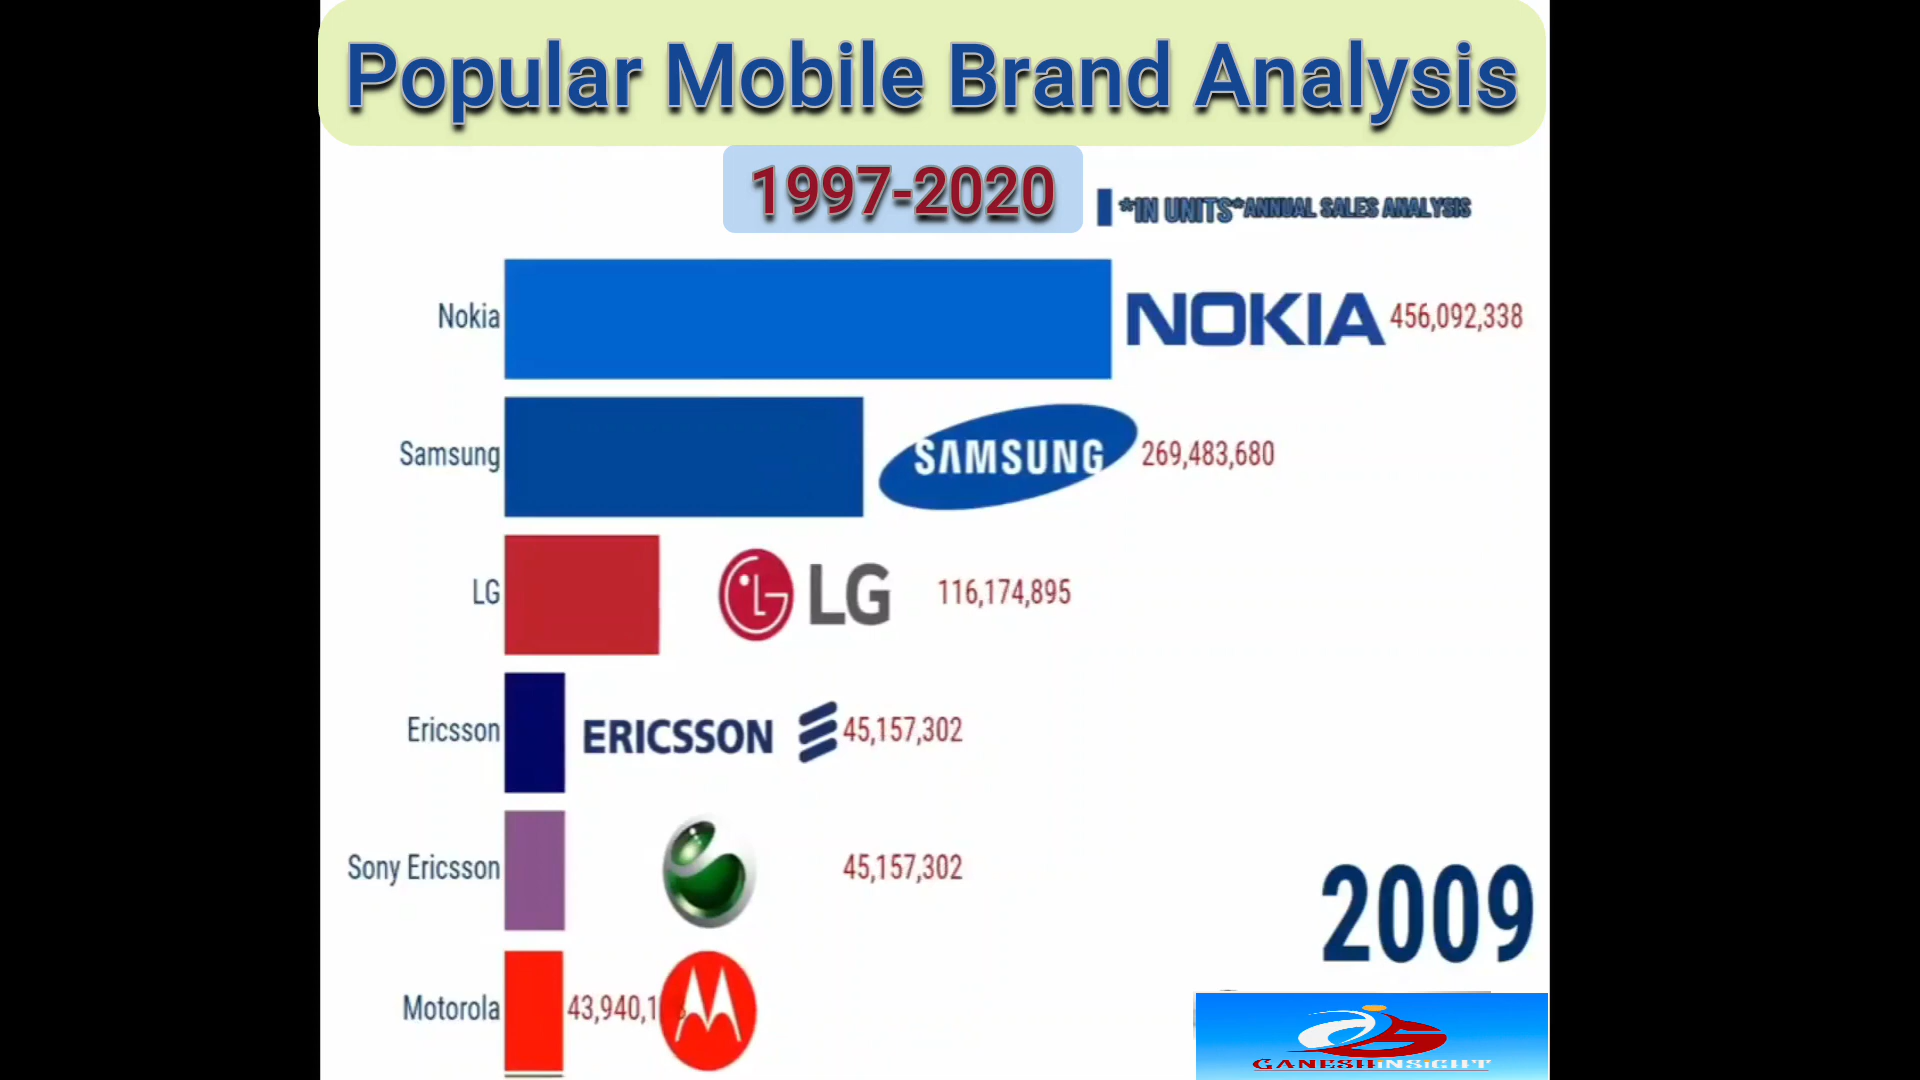 Popular Mobile Brand Analysis
1997-2020
*IN UNITS*ANNUAL SALES ANALYSIS
Nokia NOKIA 456,092,338
Samsung SAMSUNG 269,483,680
LG LG 116,174,895
Ericsson ERICSSON 45,157,302
Sony Ericsson 45,157,302
2009
Motorola
GANESHINSIGHT